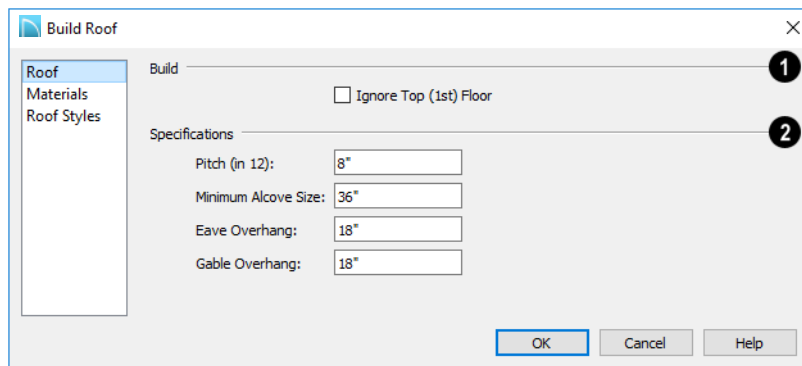 Build Roof
Roof
Materials
Roof Styles
Build
1
Ignore Top (1st) Floor
Specifications
2
Pitch (in 12): 8"
Minimum Alcove Size: 36"
Eave Overhang: 18"
Gable Overhang: 18"
OK Cancel Help